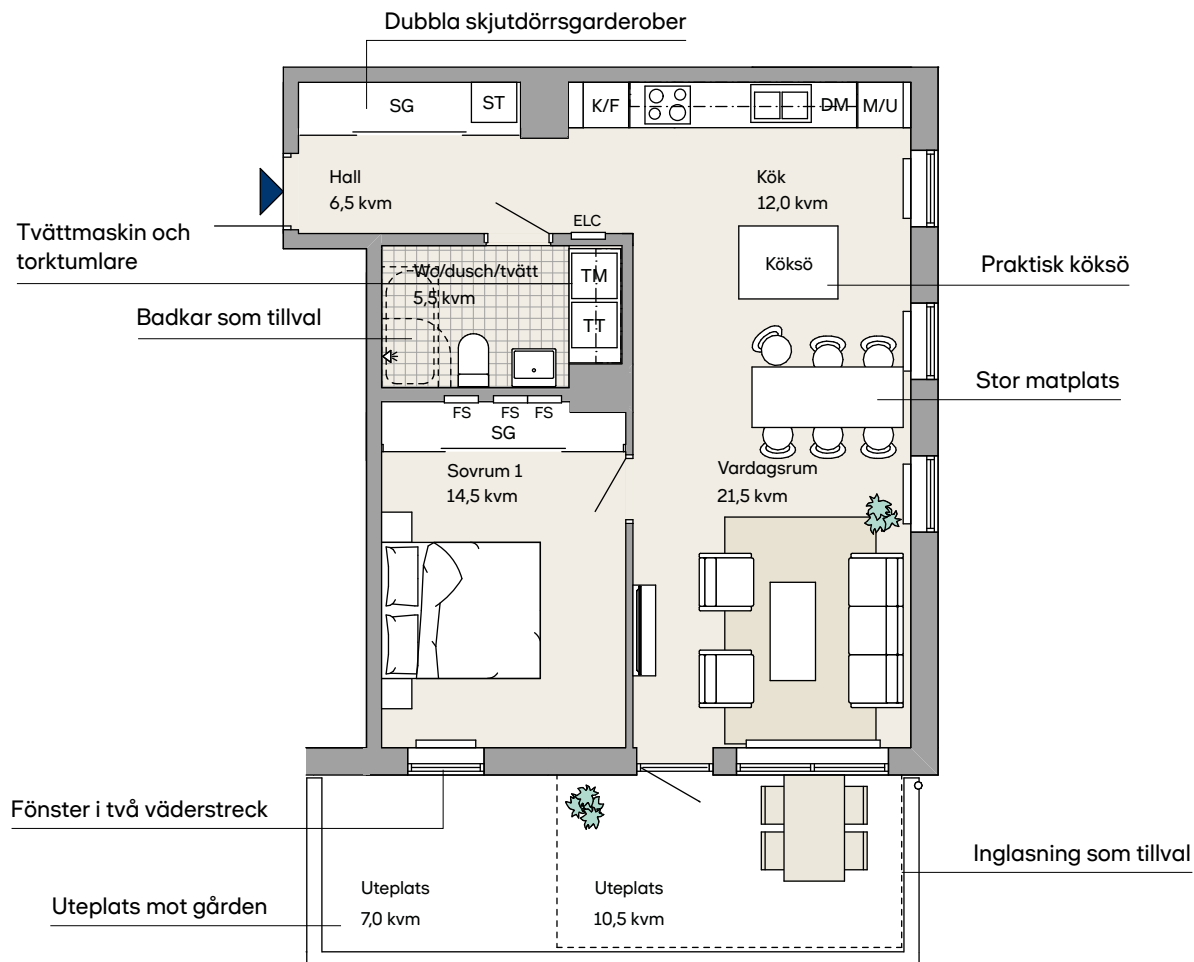 Dubbla skjutdörrsgarderober
SG
ST
K/F
DM
M/U
Hall
6,5 kvm
Kök
12,0 kvm
ELC
Tvättmaskin och
torktumlare
Wc/dusch/tvätt
5,5 kvm
TM
TT
Köksö
Praktisk köksö
Badkar som tillval
Stor matplats
FS
FS
FS
SG
Sovrum 1
14,5 kvm
Vardagsrum
21,5 kvm
Fönster i två väderstreck
Inglasning som tillval
Uteplats mot gården
Uteplats
7,0 kvm
Uteplats
10,5 kvm